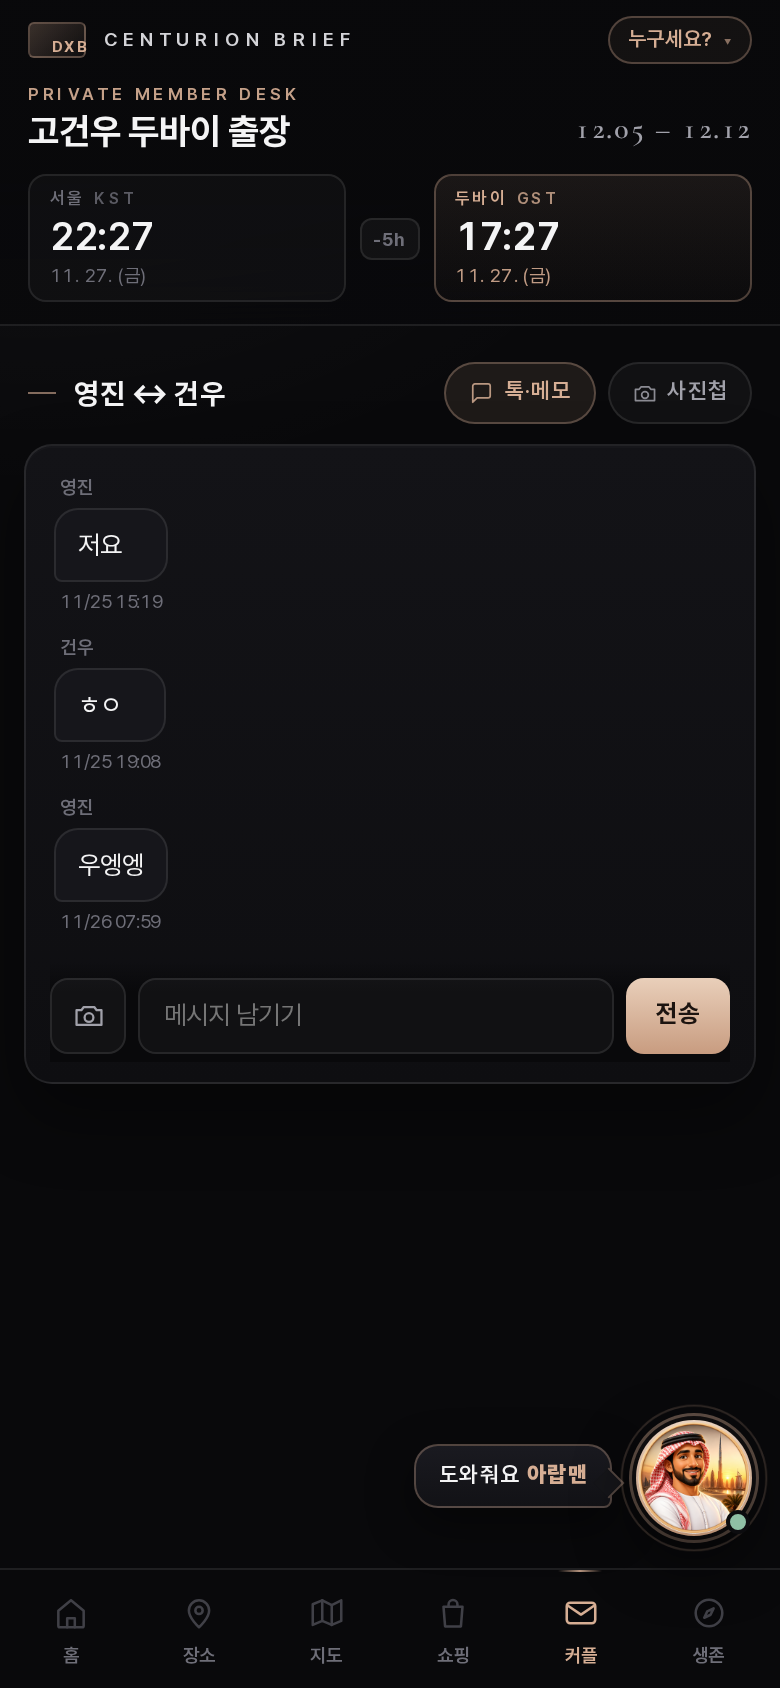 DXB CENTURION BRIEF 누구세요? ▾
PRIVATE MEMBER DESK
고건우 두바이 출장 12.05 — 12.12
서울 KST
22:27
11. 27. (금)
-5h
두바이 GST
17:27
11. 27. (금)
영진 ↔ 건우 톡·메모 사진첩
영진
저요
11/25 15:19
건우
ㅎㅇ
11/25 19:08
영진
우엥엥
11/26 07:59
메시지 남기기 전송
도와줘요 아랍맨
홈 장소 지도 쇼핑 커플 생존